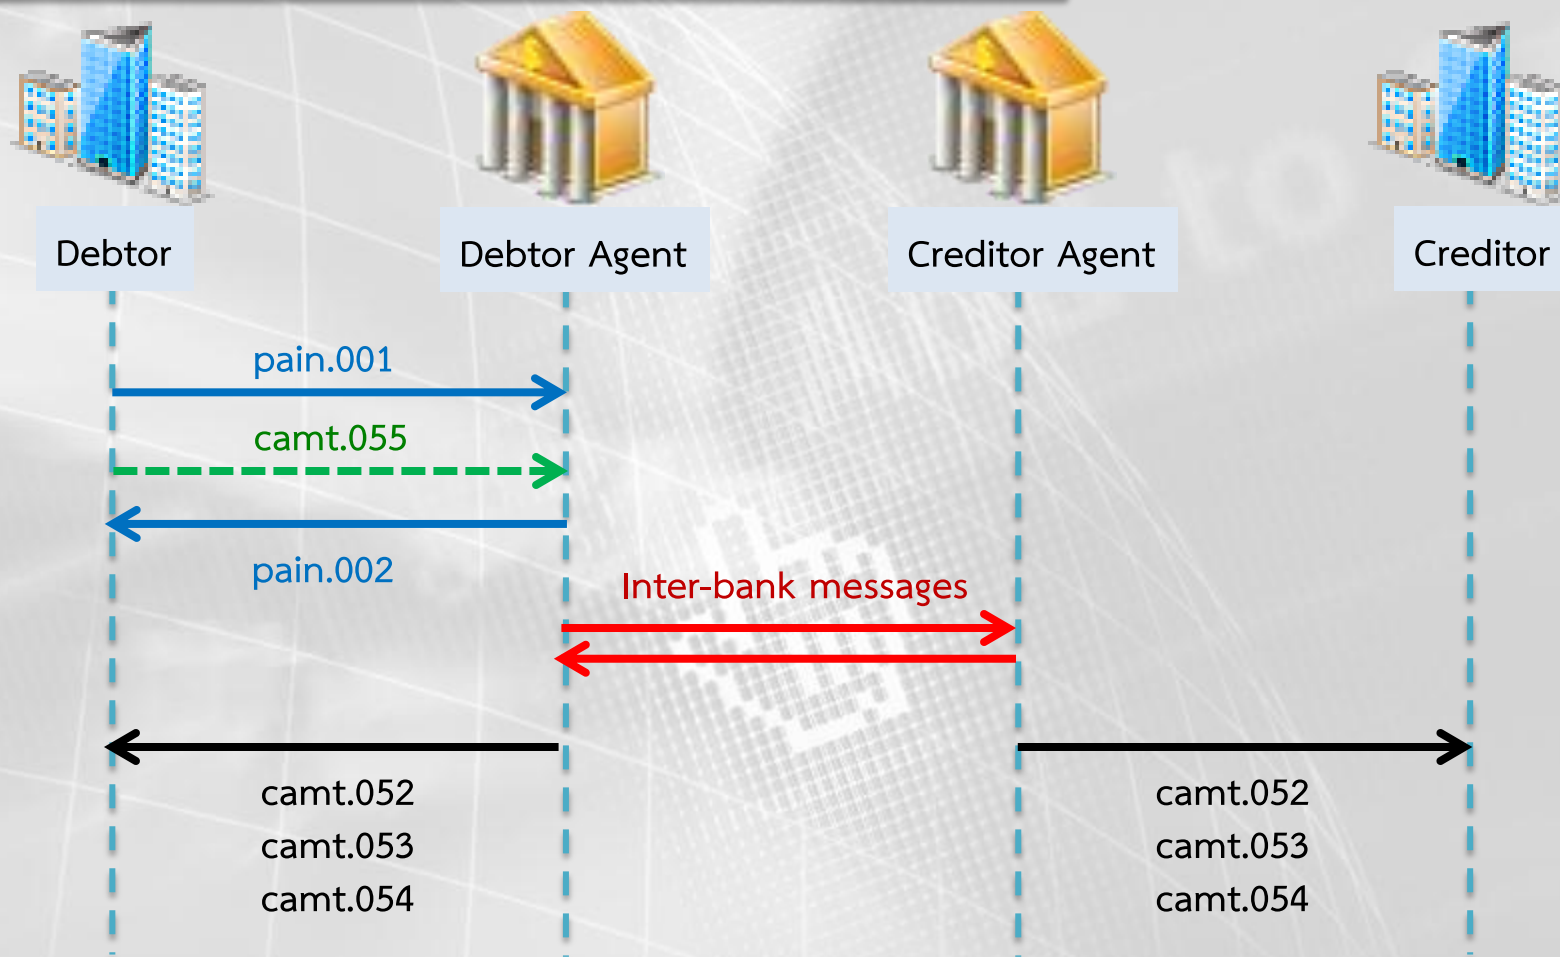 Debtor
Debtor Agent
Creditor Agent
Creditor
pain.001
camt.055
pain.002
Inter-bank messages
camt.052
camt.053
camt.054
camt.052
camt.053
camt.054